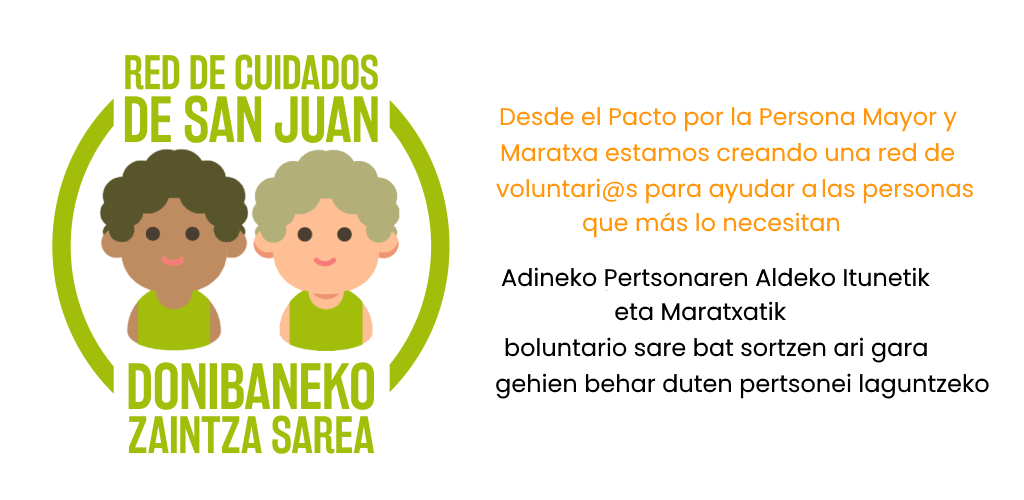 RED DE CUIDADOS
DE SAN JUAN
DONIBANEKO
ZAINTZA SAREA
Desde el Pacto por la Persona Mayor y
Maratxa estamos creando una red de
voluntari@s para ayudar a las personas
que más lo necesitan
Adineko Pertsonaren Aldeko Itunetik
eta Maratxatik
boluntario sare bat sortzen ari gara
gehien behar duten pertsonei laguntzeko